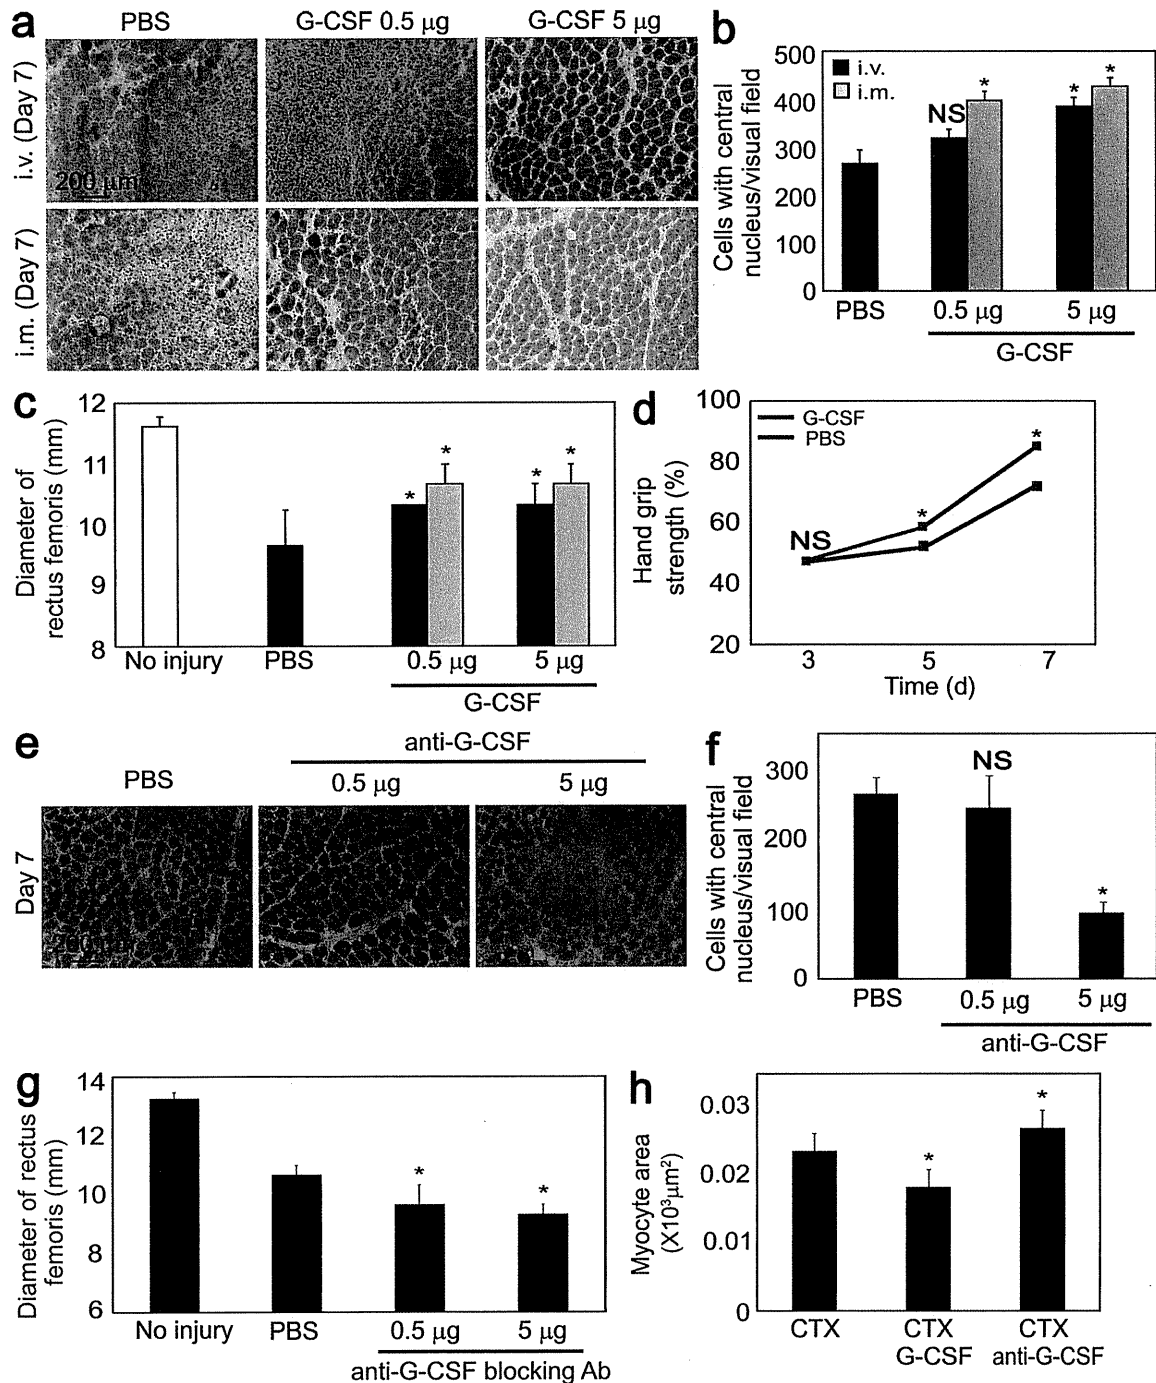 a
PBS
G-CSF 0.5 μg
G-CSF 5 μg
i.v. (Day 7)
200 μm
i.m. (Day 7)
b
Cells with central
nucleus/visual field
500
400
300
200
100
0
i.v.
i.m.
NS
*
*
*
PBS
0.5 μg
5 μg
G-CSF
c
Diameter of
rectus femoris (mm)
12
11
10
9
8
*
*
*
*
No injury
PBS
0.5 μg
5 μg
G-CSF
d
Hand grip
strength (%)
100
80
60
40
20
G-CSF
PBS
NS
*
*
3
5
7
Time (d)
e
anti-G-CSF
PBS
0.5 μg
5 μg
Day 7
200 μm
f
Cells with central
nucleus/visual field
300
200
100
0
NS
*
PBS
0.5 μg
5 μg
anti-G-CSF
g
Diameter of rectus
femoris (mm)
14
12
10
8
6
*
*
No injury
PBS
0.5 μg
5 μg
anti-G-CSF blocking Ab
h
Myocyte area
(X10³μm²)
0.03
0.02
0.01
0
*
*
CTX
CTX
G-CSF
CTX
anti-G-CSF